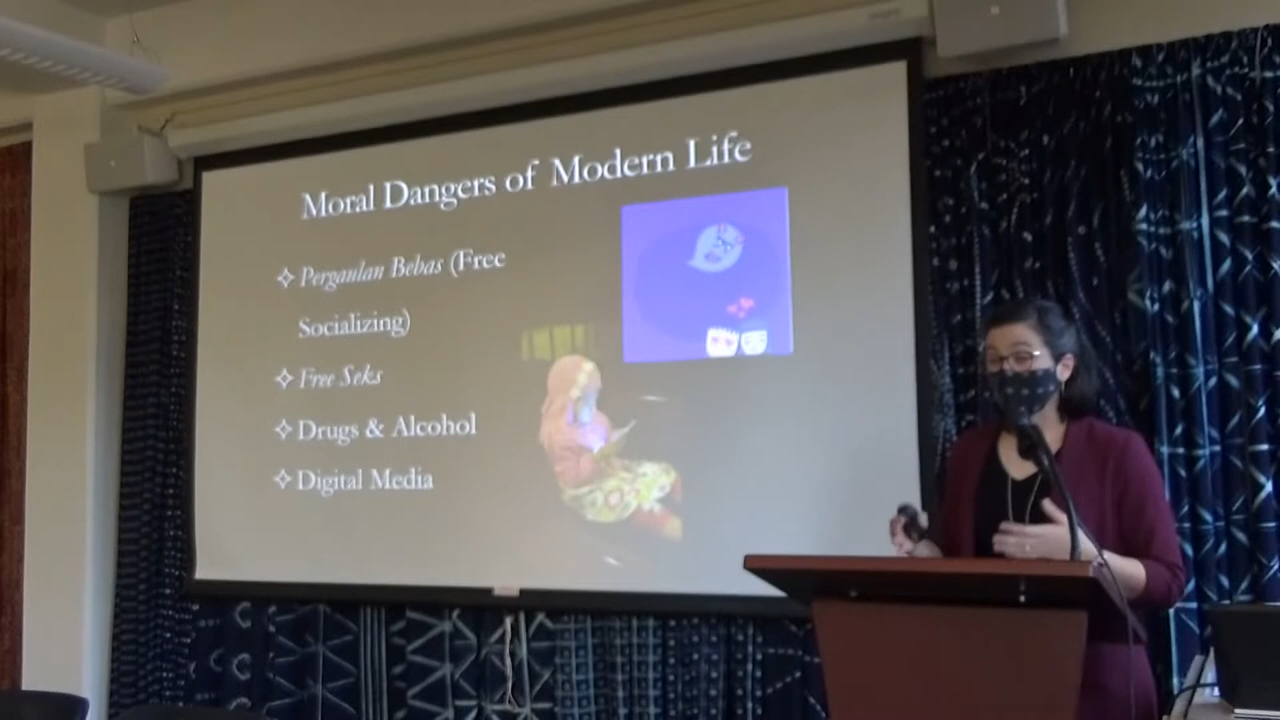 Moral Dangers of Modern Life
✧ Pergaulan Bebas (Free
Socializing)
✧ Free Seks
✧ Drugs & Alcohol
✧ Digital Media